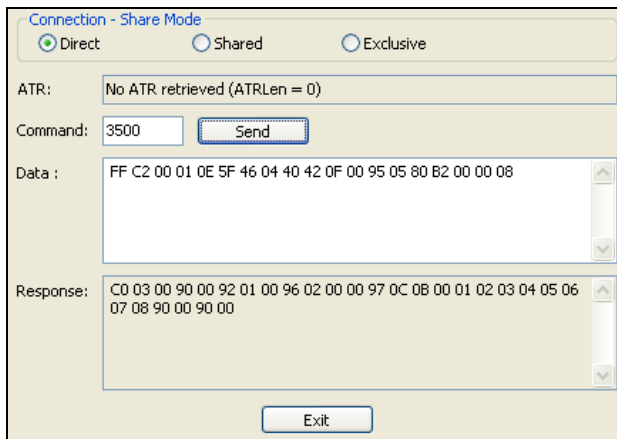 Connection - Share Mode
Direct Shared Exclusive
ATR: No ATR retrieved (ATRLen = 0)
Command: 3500 Send
Data : FF C2 00 01 0E 5F 46 04 40 42 0F 00 95 05 80 B2 00 00 08
Response: C0 03 00 90 00 92 01 00 96 02 00 00 97 0C 0B 00 01 02 03 04 05 06
07 08 90 00 90 00
Exit